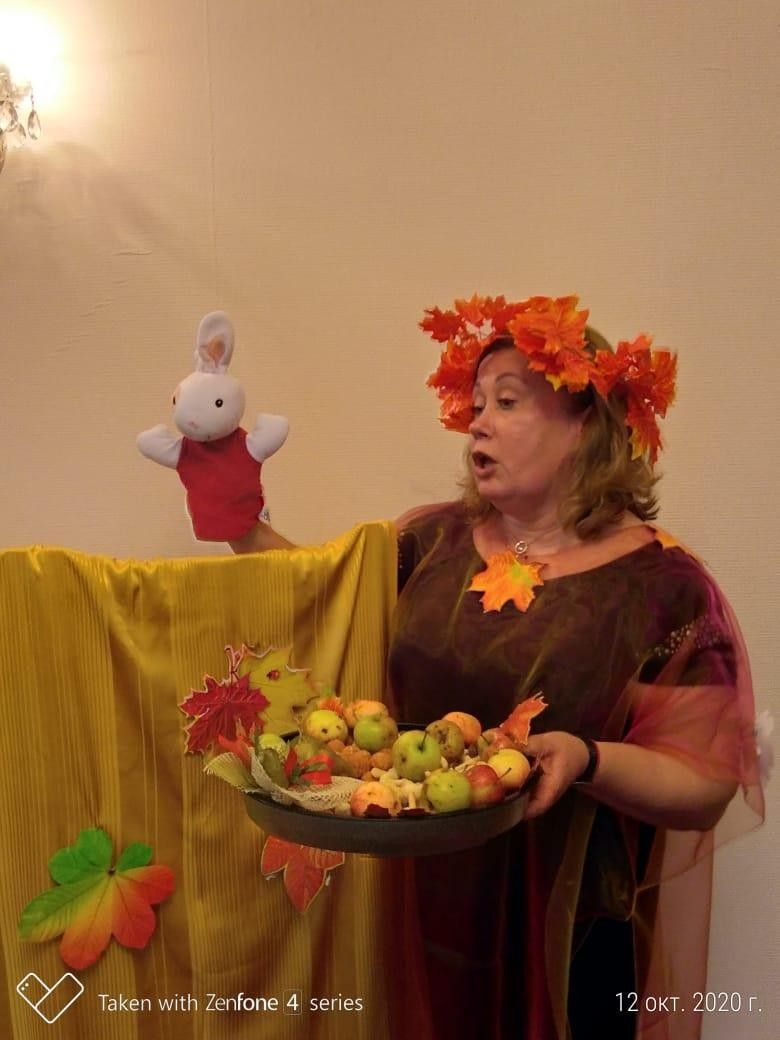 Taken with Zenfone 4 series
12 окт. 2020 г.